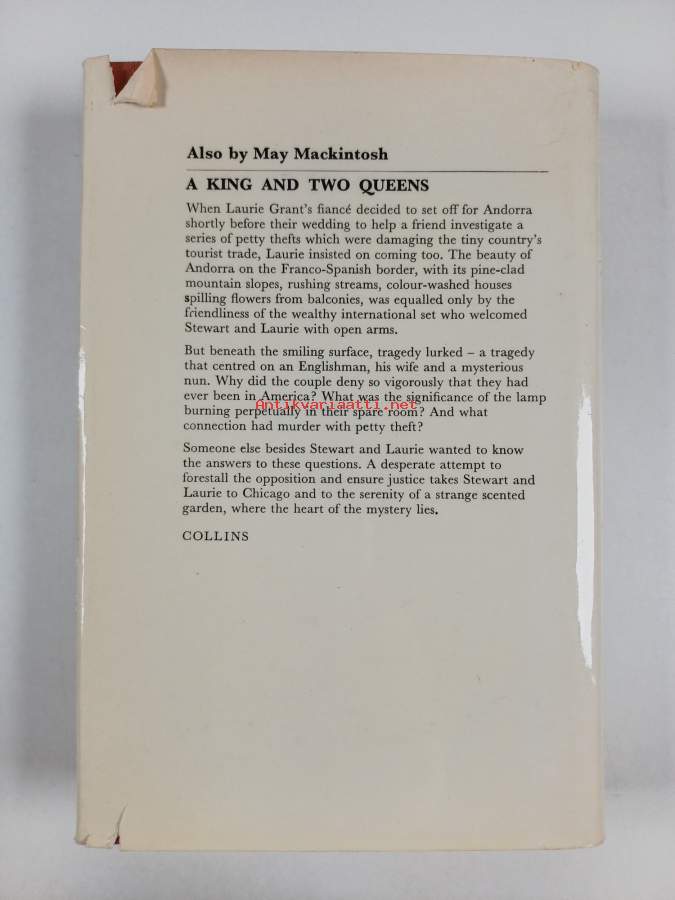 Also by May Mackintosh
A KING AND TWO QUEENS
When Laurie Grant's fiancé decided to set off for Andorra
shortly before their wedding to help a friend investigate a
series of petty thefts which were damaging the tiny country's
tourist trade, Laurie insisted on coming too. The beauty of
Andorra on the Franco-Spanish border, with its pine-clad
mountain slopes, rushing streams, colour-washed houses
spilling flowers from balconies, was equalled only by the
friendliness of the wealthy international set who welcomed
Stewart and Laurie with open arms.
But beneath the smiling surface, tragedy lurked – a tragedy
that centred on an Englishman, his wife and a mysterious
nun. Why did the couple deny so vigorously that they had
ever been in America? What was the significance of the lamp
Antikvariaatti.net
burning perpetually in their spare room? And what
connection had murder with petty theft?
Someone else besides Stewart and Laurie wanted to know
the answers to these questions. A desperate attempt to
forestall the opposition and ensure justice takes Stewart and
Laurie to Chicago and to the serenity of a strange scented
garden, where the heart of the mystery lies.
COLLINS